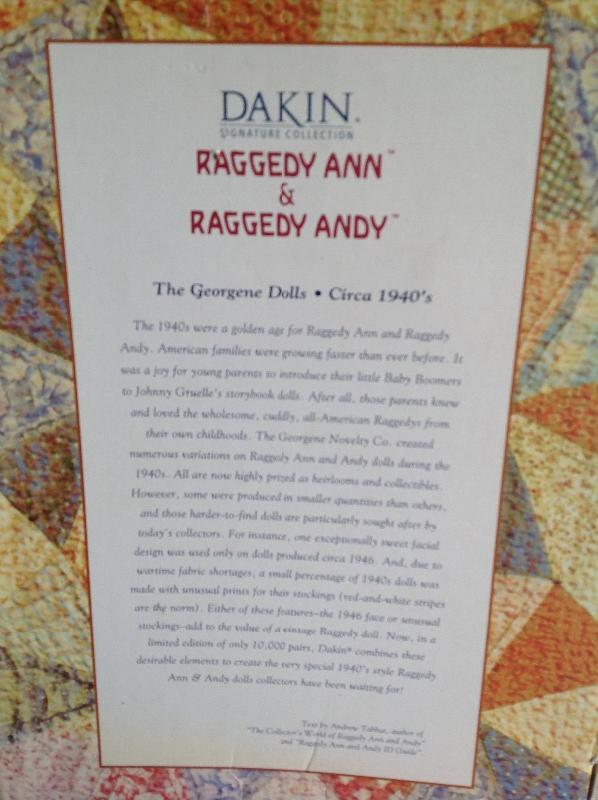 DAKIN®
SIGNATURE COLLECTION
RAGGEDY ANN™
&
RAGGEDY ANDY™
The Georgene Dolls • Circa 1940's
The 1940s were a golden age for Raggedy Ann and Raggedy
Andy. American families were growing faster than ever before. It
was a joy for young parents to introduce their little Baby Boomers
to Johnny Gruelle's storybook dolls. After all, those parents knew
and loved the wholesome, cuddly, all-American Raggedys from
their own childhoods. The Georgene Novelty Co. created
numerous variations on Raggedy Ann and Andy dolls during the
1940s. All are now highly prized as heirlooms and collectibles.
However, some were produced in smaller quantities than others,
and those harder-to-find dolls are particularly sought after by
today's collectors. For instance, one exceptionally sweet facial
design was used only on dolls produced circa 1946. And, due to
wartime fabric shortages, a small percentage of 1940s dolls was
made with unusual prints for their stockings (red-and-white stripes
are the norm). Either of these features–the 1946 face or unusual
stockings–add to the value of a vintage Raggedy doll. Now, in a
limited edition of only 10,000 pairs, Dakin® combines these
desirable elements to create the very special 1940's style Raggedy
Ann & Andy dolls collectors have been waiting for!
Text by Andrew Tabbat, author of
"The Collector's World of Raggedy Ann and Andy"
and "Raggedy Ann and Andy ID Guide".